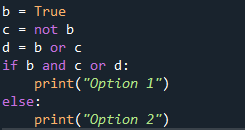 b = True
c = not b
d = b or c
if b and c or d:
    print("Option 1")
else:
    print("Option 2")